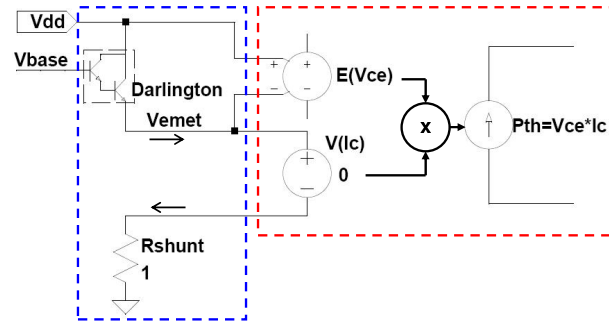 Vdd
Vbase
Darlington
E(Vce)
Vemet
V(Ic)
0
x
Pth=Vce*Ic
Rshunt
1